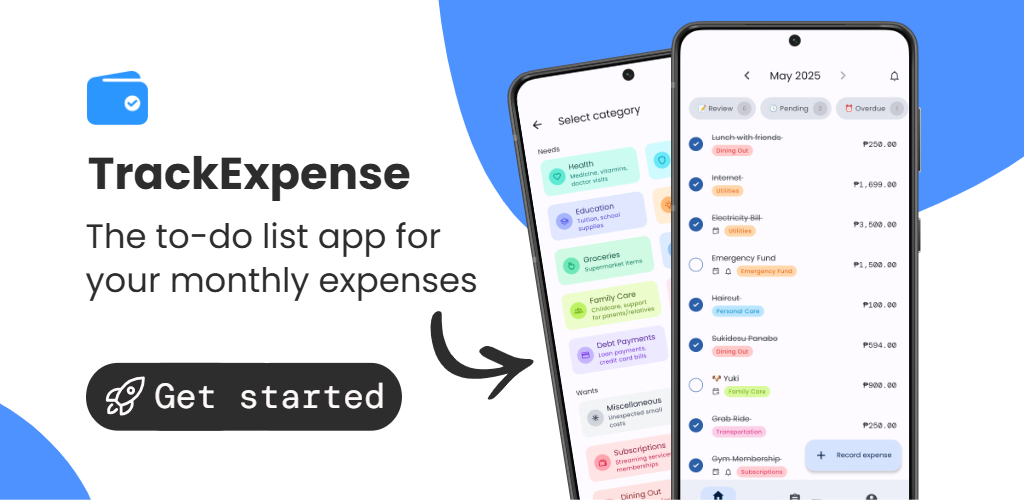 TrackExpense
The to-do list app for
your monthly expenses
Get started
Select category
Needs
Health
Medicine, vitamins,
doctor visits
Education
Tuition, school
supplies
Groceries
Supermarket items
Family Care
Childcare, support
for parents/relatives
Debt Payments
Loan payments,
credit card bills
Wants
Miscellaneous
Unexpected small
costs
Subscriptions
Streaming service
memberships
Dining Out
May 2025
Review 6 Pending 3 Overdue
Lunch with friends ₱250.00
Dining Out
Internet ₱1,699.00
Utilities
Electricity Bill ₱3,500.00
Utilities
Emergency Fund ₱1,500.00
Emergency Fund
Haircut ₱100.00
Personal Care
Sukidesu Panabo ₱594.00
Dining Out
🐶 Yuki ₱900.00
Family Care
Grab Ride ₱250.00
Transportation
Gym Membership
Subscriptions
+ Record expense